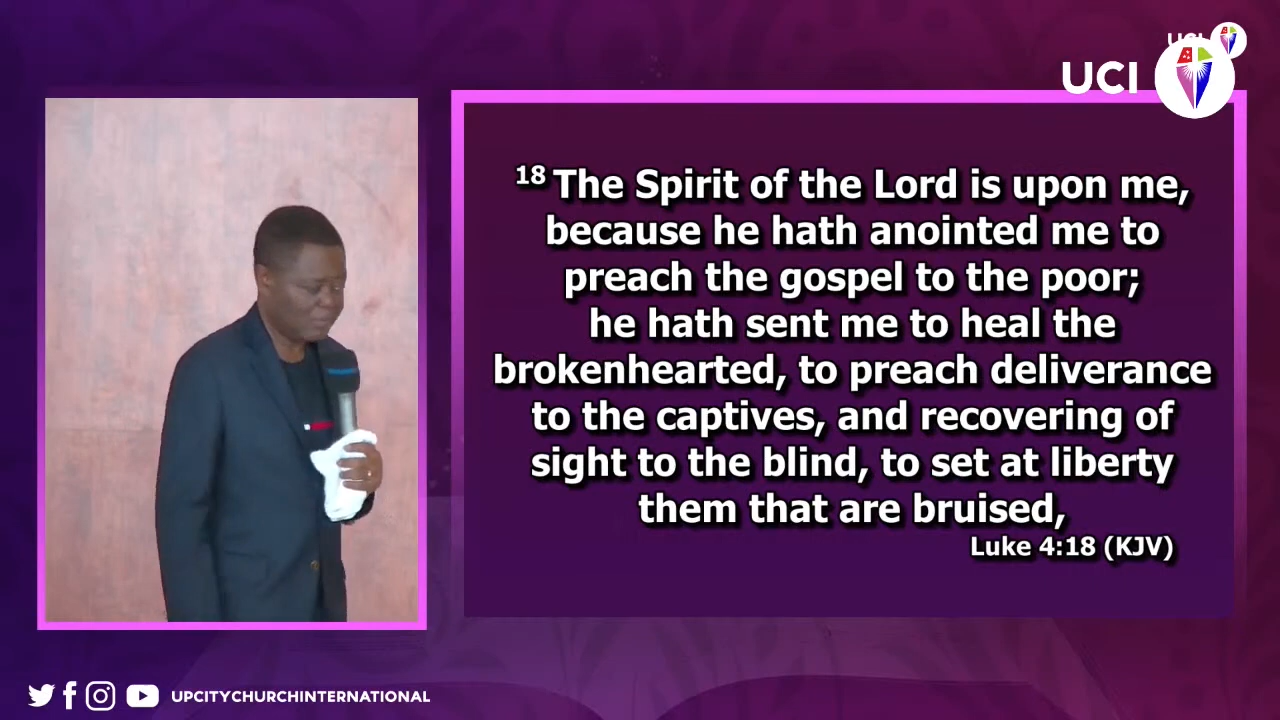 UCI
UCI
18 The Spirit of the Lord is upon me,
because he hath anointed me to
preach the gospel to the poor;
he hath sent me to heal the
brokenhearted, to preach deliverance
to the captives, and recovering of
sight to the blind, to set at liberty
them that are bruised,
Luke 4:18 (KJV)
UPCITYCHURCHINTERNATIONAL